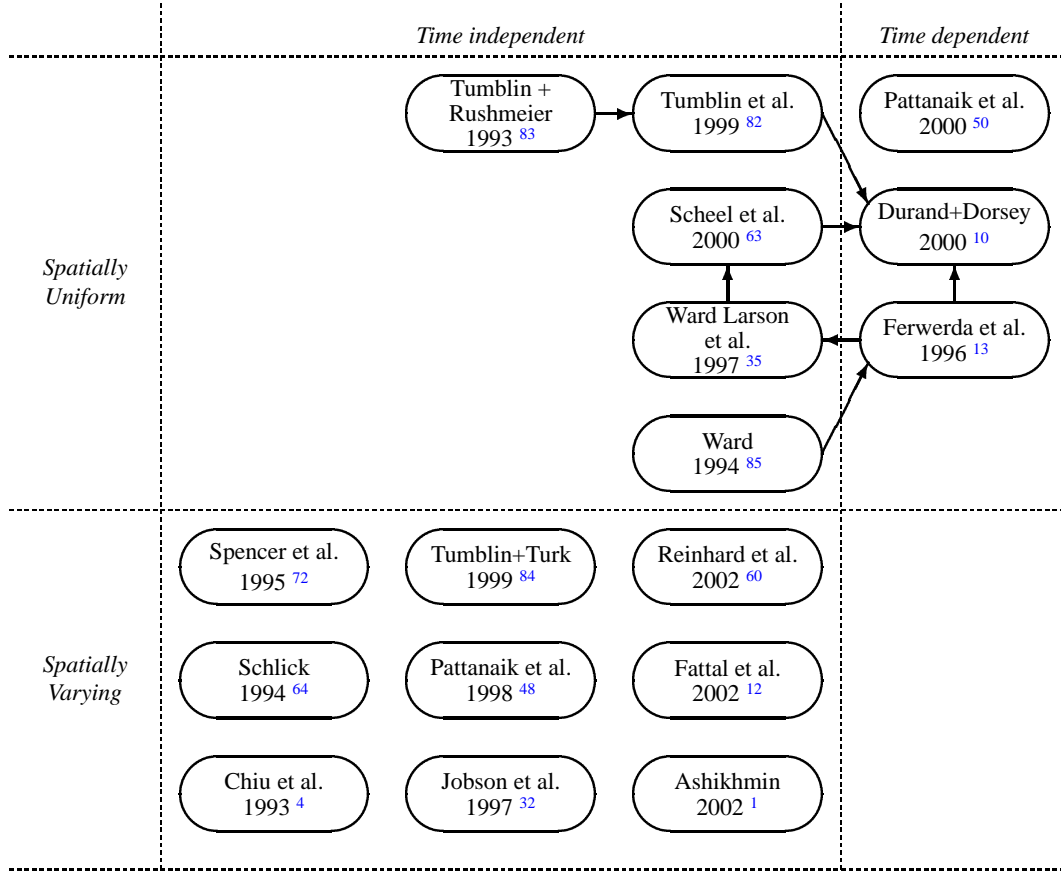 Time independent
Time dependent
Tumblin +
Rushmeier
1993 83
Tumblin et al.
1999 82
Pattanaik et al.
2000 50
Scheel et al.
2000 63
Durand+Dorsey
2000 10
Spatially
Uniform
Ward Larson
et al.
1997 35
Ferwerda et al.
1996 13
Ward
1994 85
Spencer et al.
1995 72
Tumblin+Turk
1999 84
Reinhard et al.
2002 60
Spatially
Varying
Schlick
1994 64
Pattanaik et al.
1998 48
Fattal et al.
2002 12
Chiu et al.
1993 4
Jobson et al.
1997 32
Ashikhmin
2002 1